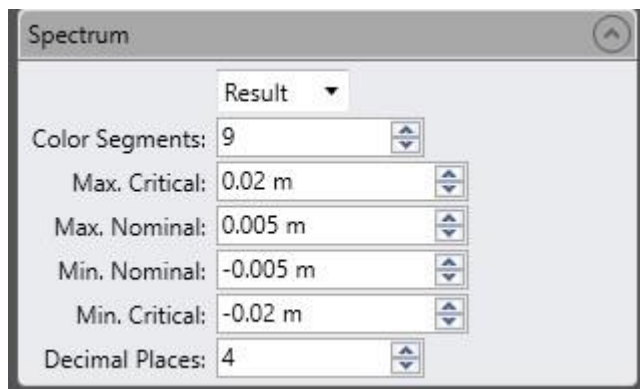 Spectrum
Result
Color Segments: 9
Max. Critical: 0.02 m
Max. Nominal: 0.005 m
Min. Nominal: -0.005 m
Min. Critical: -0.02 m
Decimal Places: 4